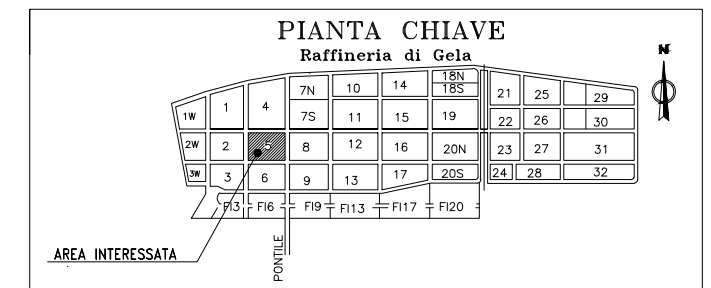 PIANTA CHIAVE
Raffineria di Gela
N
1W 1 4 7N 10 14 18N
18S 21 25 29
7S 11 15 19 22 26 30
2W 2 5 8 12 16 20N 23 27 31
3W 3 6 9 13 17 20S 24 28 32
FI3 FI6 FI9 FI13 FI17 FI20
AREA INTERESSATA
PONTILE